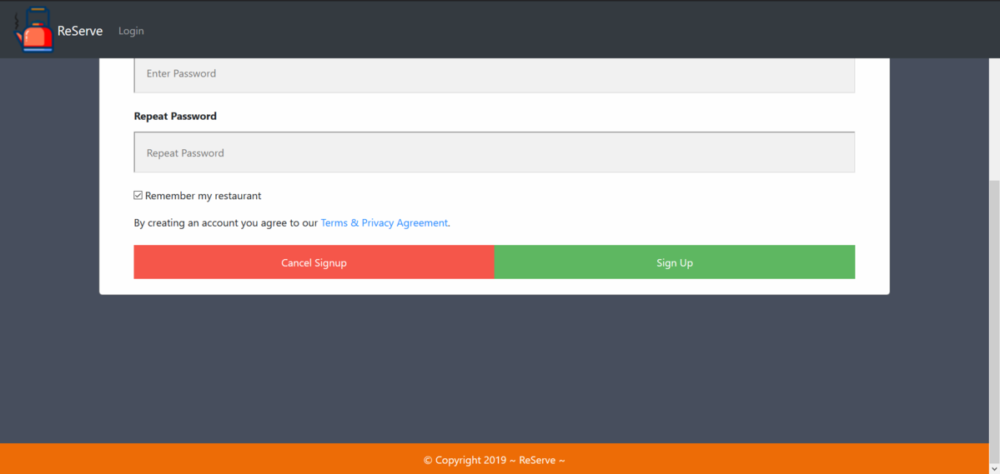 ReServe Login
Enter Password
Repeat Password
Repeat Password
Remember my restaurant
By creating an account you agree to our Terms & Privacy Agreement.
Cancel Signup Sign Up
© Copyright 2019 ~ ReServe ~